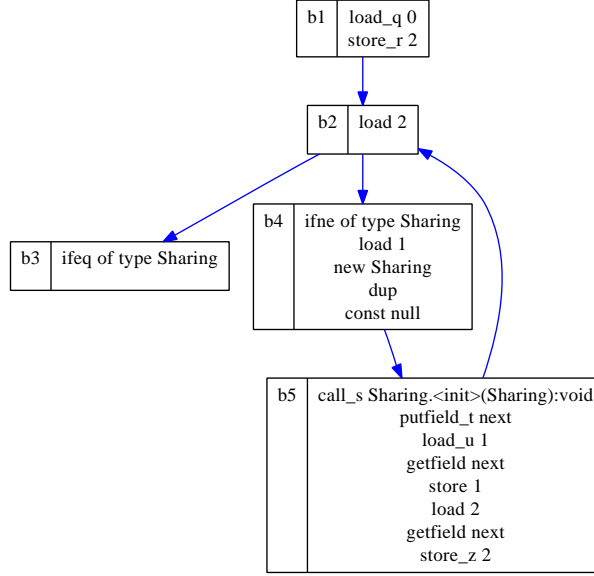 b1
load_q 0
store_r 2
b2
load 2
b3
ifeq of type Sharing
b4
ifne of type Sharing
load 1
new Sharing
dup
const null
b5
call_s Sharing.<init>(Sharing):void
putfield_t next
load_u 1
getfield next
store 1
load 2
getfield next
store_z 2